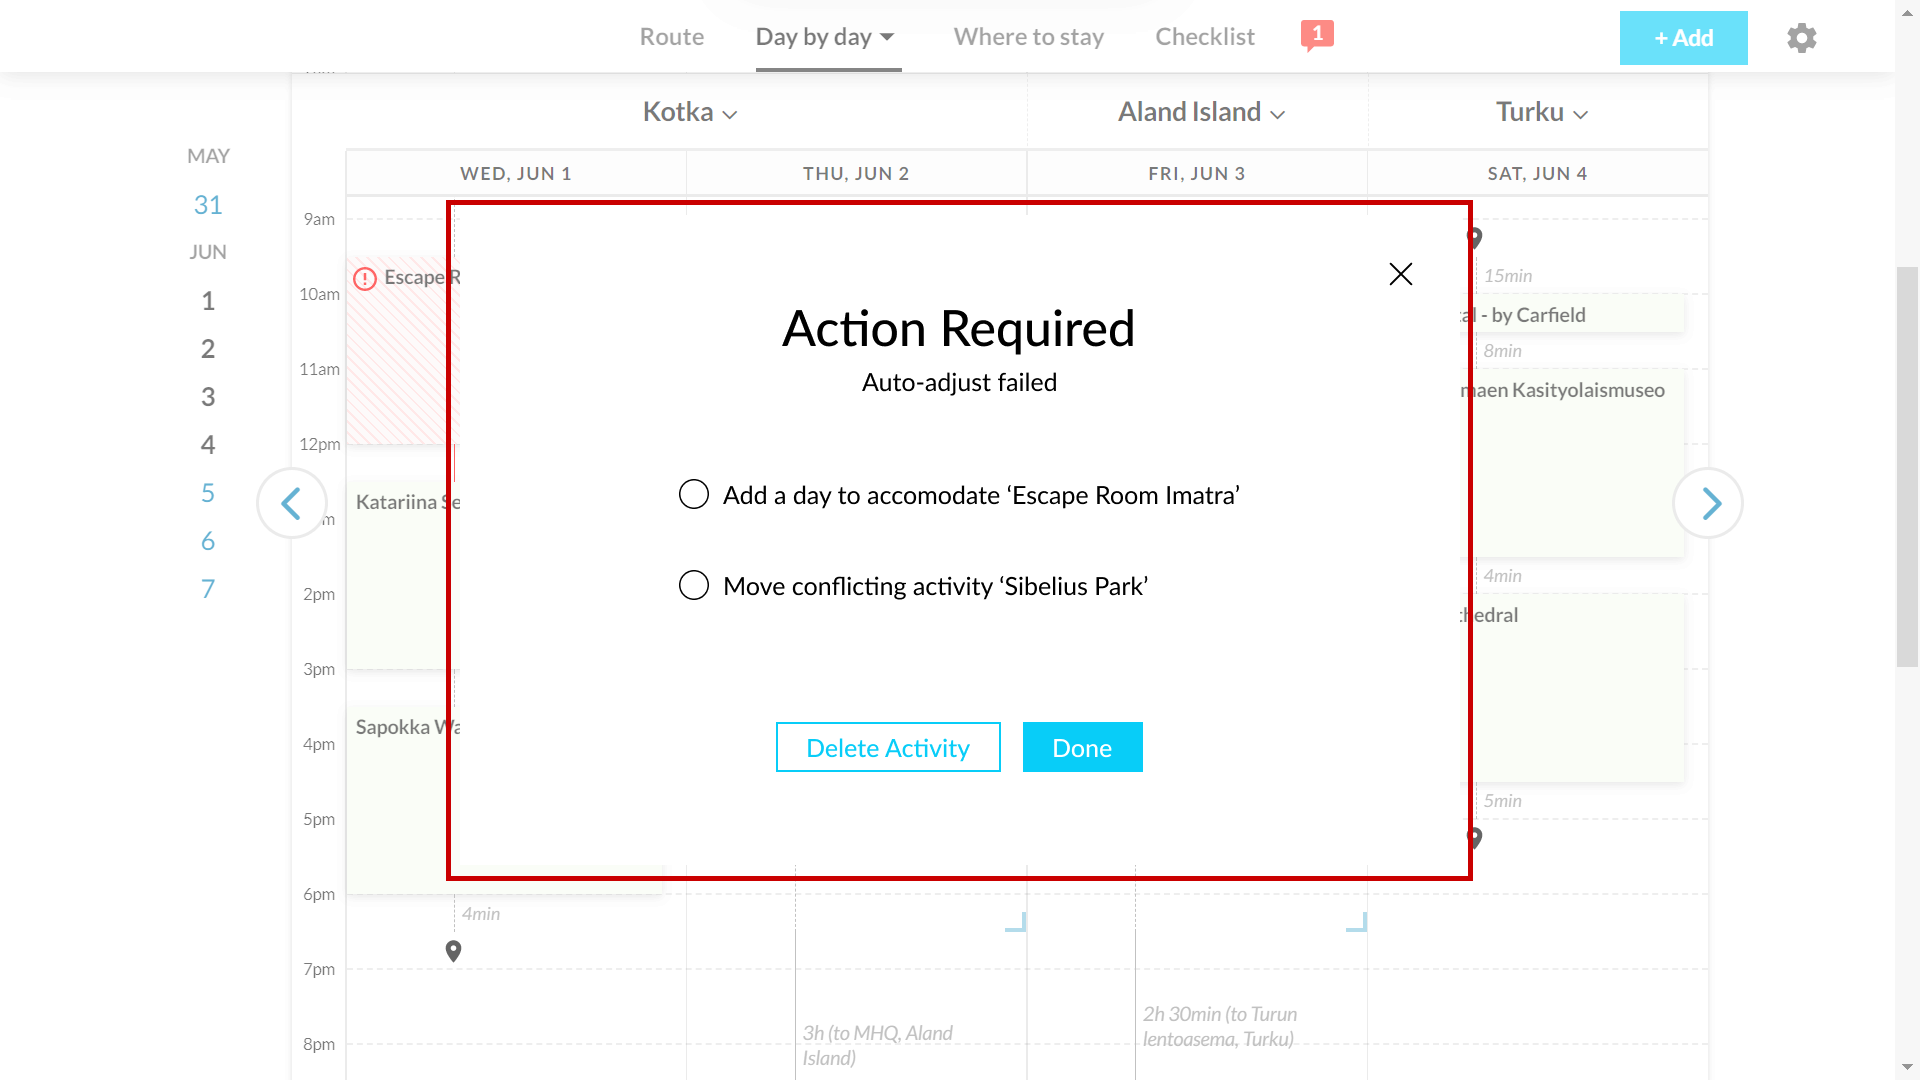 Route Day by day Where to stay Checklist 1 + Add
Kotka Aland Island Turku
MAY
31
JUN
1
2
3
4
5
6
7
WED, JUN 1 THU, JUN 2 FRI, JUN 3 SAT, JUN 4
9am
10am
11am
12pm
2pm
3pm
4pm
5pm
6pm
7pm
8pm
Escape R
Katariina Se
Sapokka Wa
4min
Action Required
Auto-adjust failed
Add a day to accomodate ‘Escape Room Imatra’
Move conflicting activity ‘Sibelius Park’
Delete Activity Done
3h (to MHQ, Aland
Island)
2h 30min (to Turun
lentoasema, Turku)
15min
tal - by Carfield
8min
maen Kasityolaismuseo
4min
thedral
5min